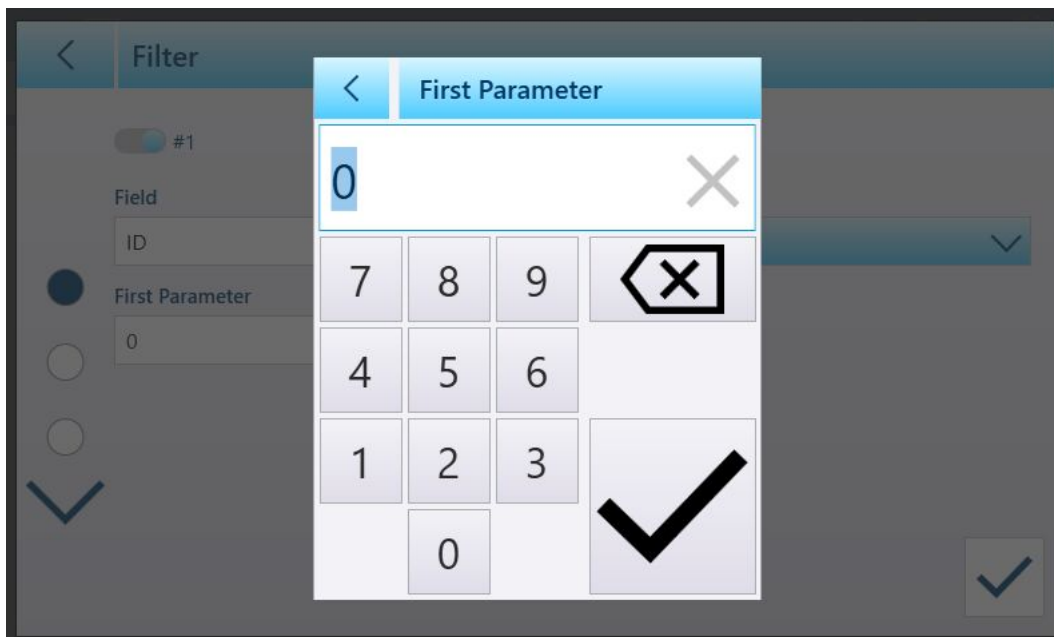 Filter
First Parameter
#1
0
Field
ID
7 8 9
First Parameter
0
4 5 6
1 2 3
0